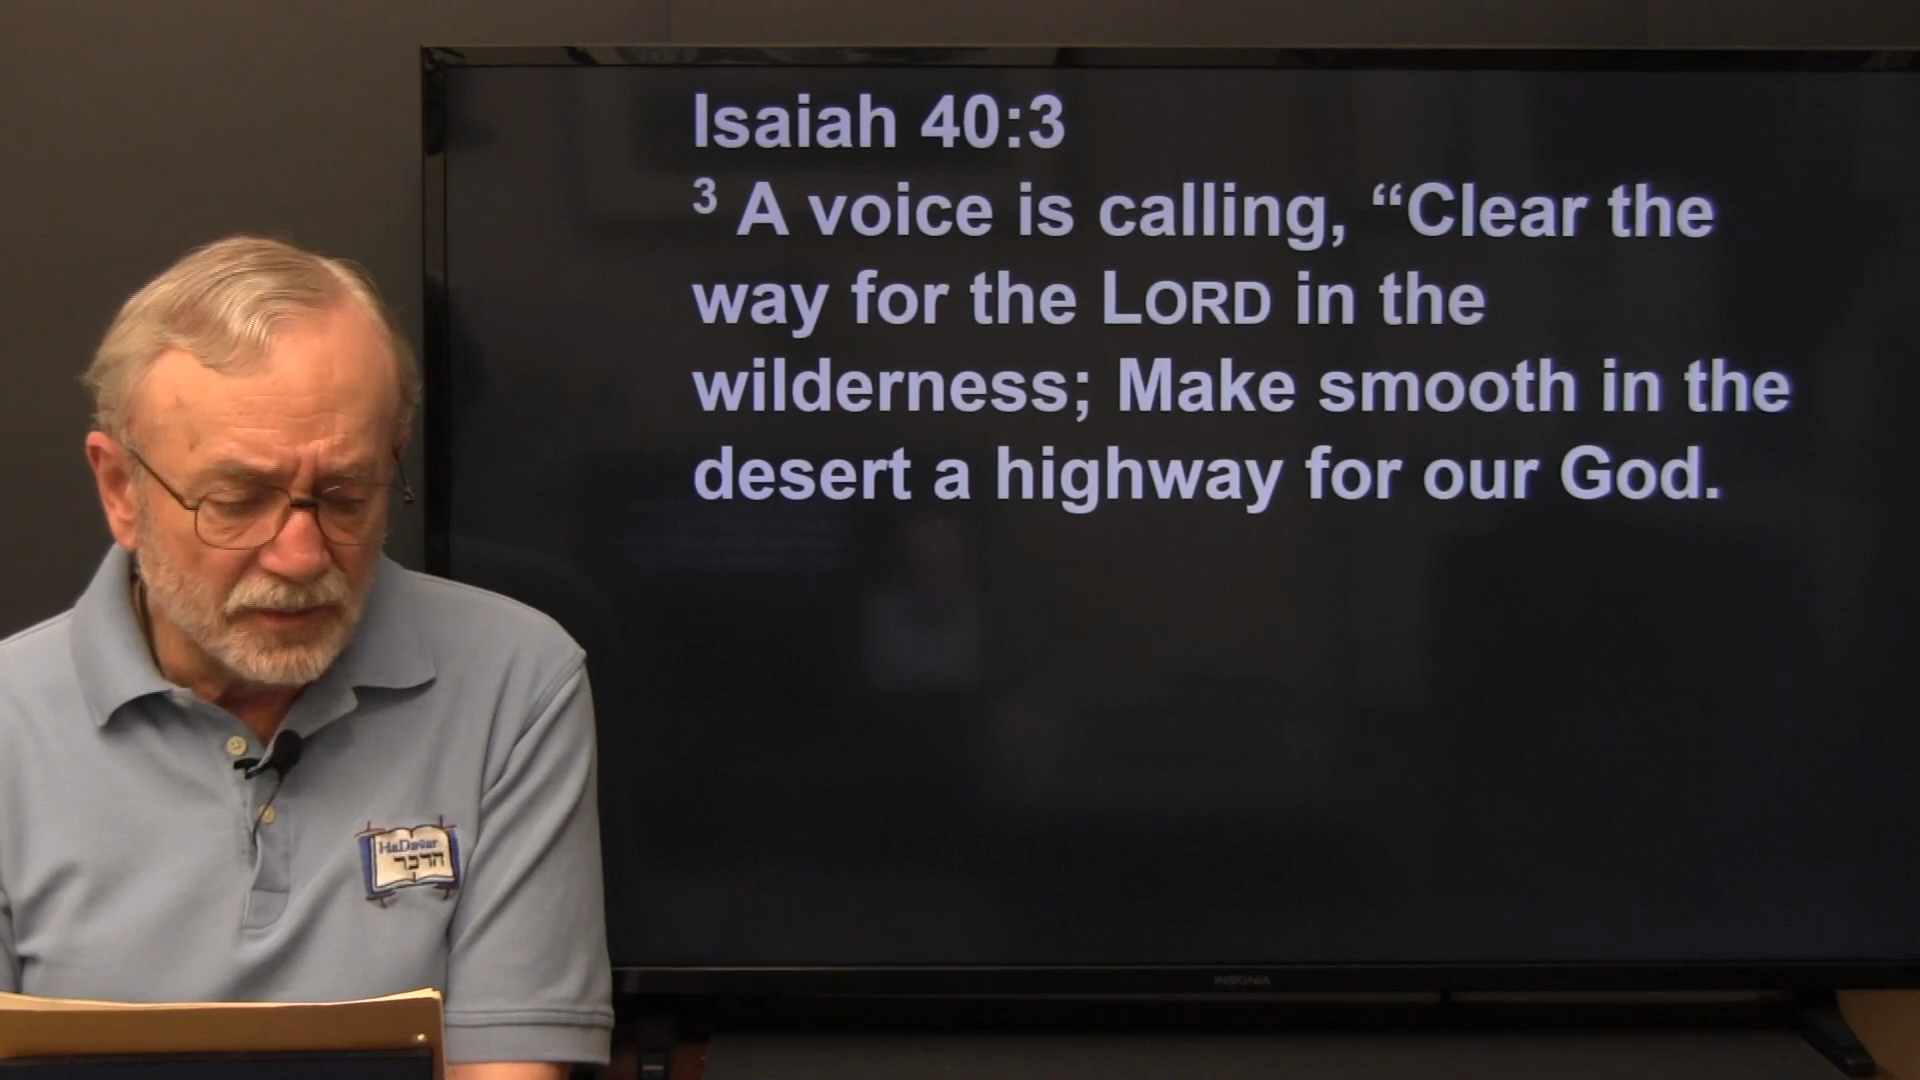 Isaiah 40:3
3 A voice is calling, “Clear the
way for the LORD in the
wilderness; Make smooth in the
desert a highway for our God.
HaDavar
הדבר
INSIGNIA